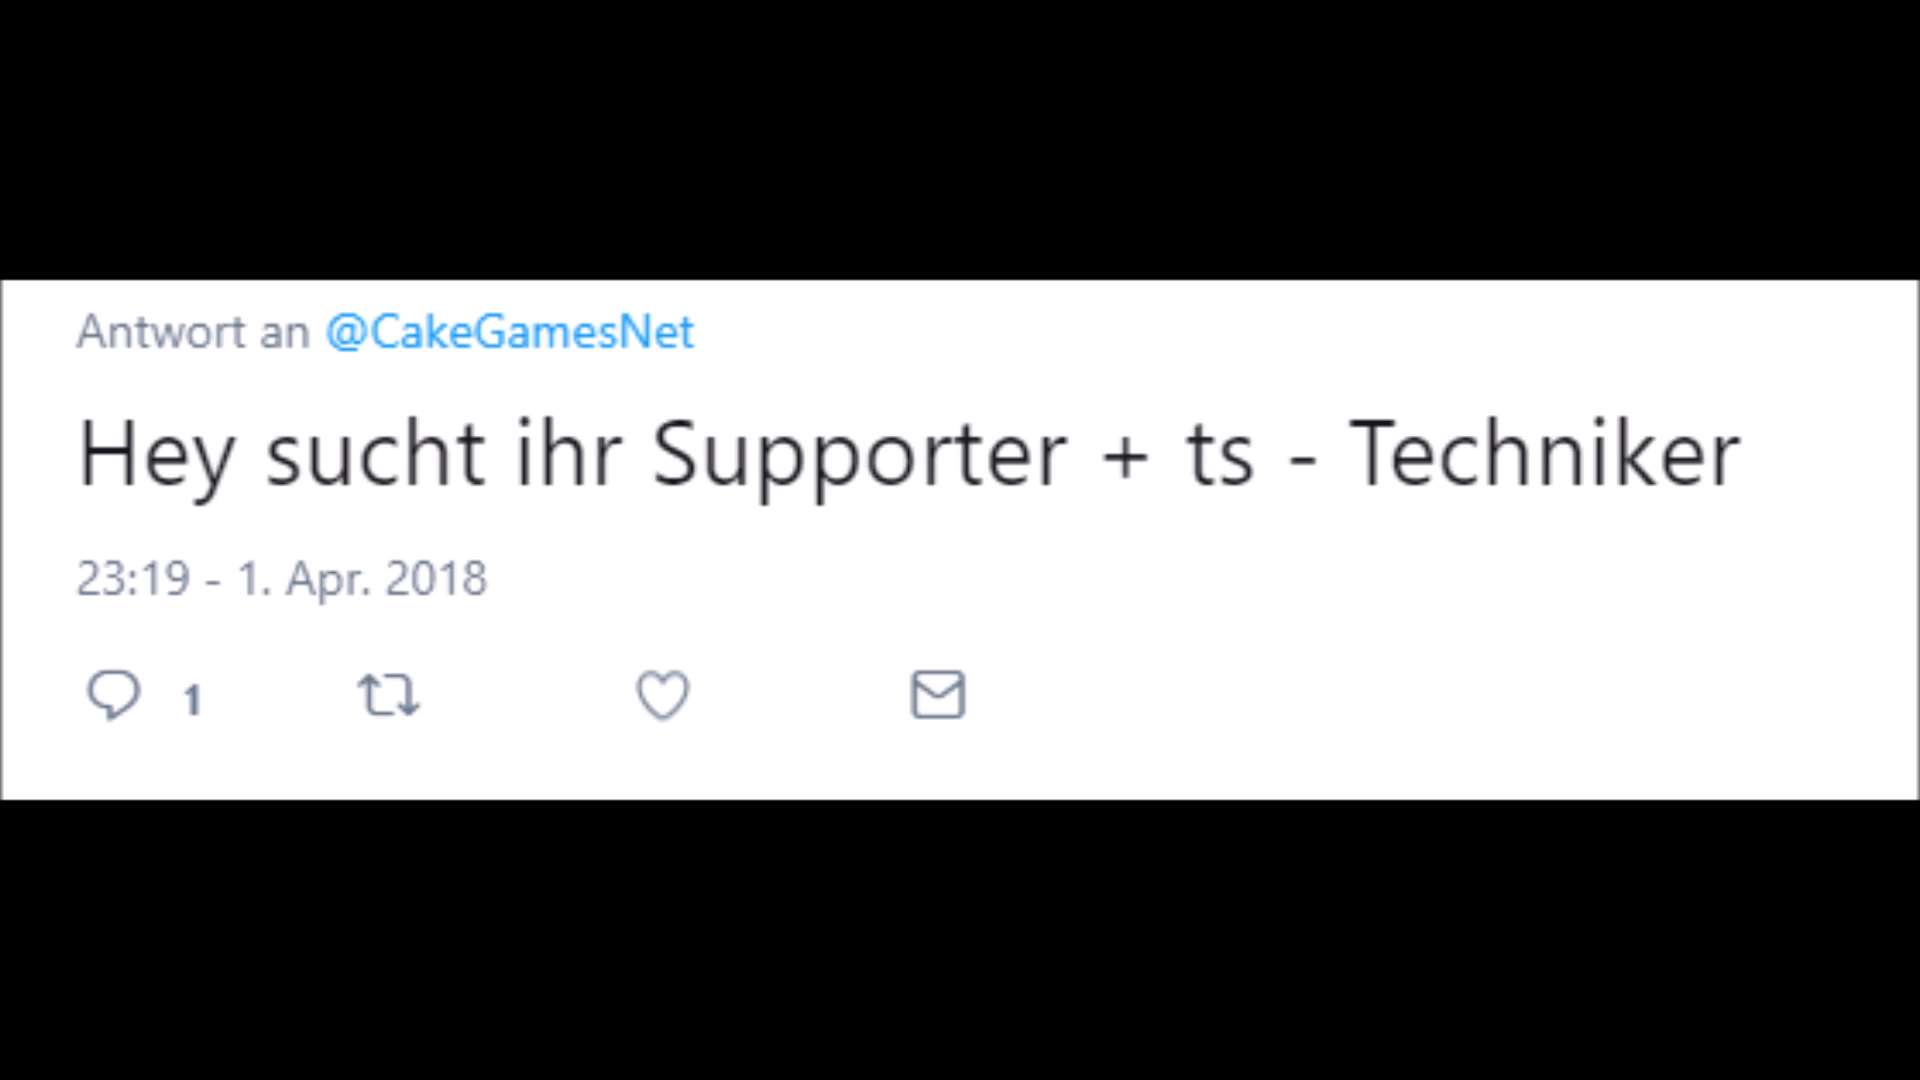 Antwort an @CakeGamesNet
Hey sucht ihr Supporter + ts - Techniker
23:19 - 1. Apr. 2018
1